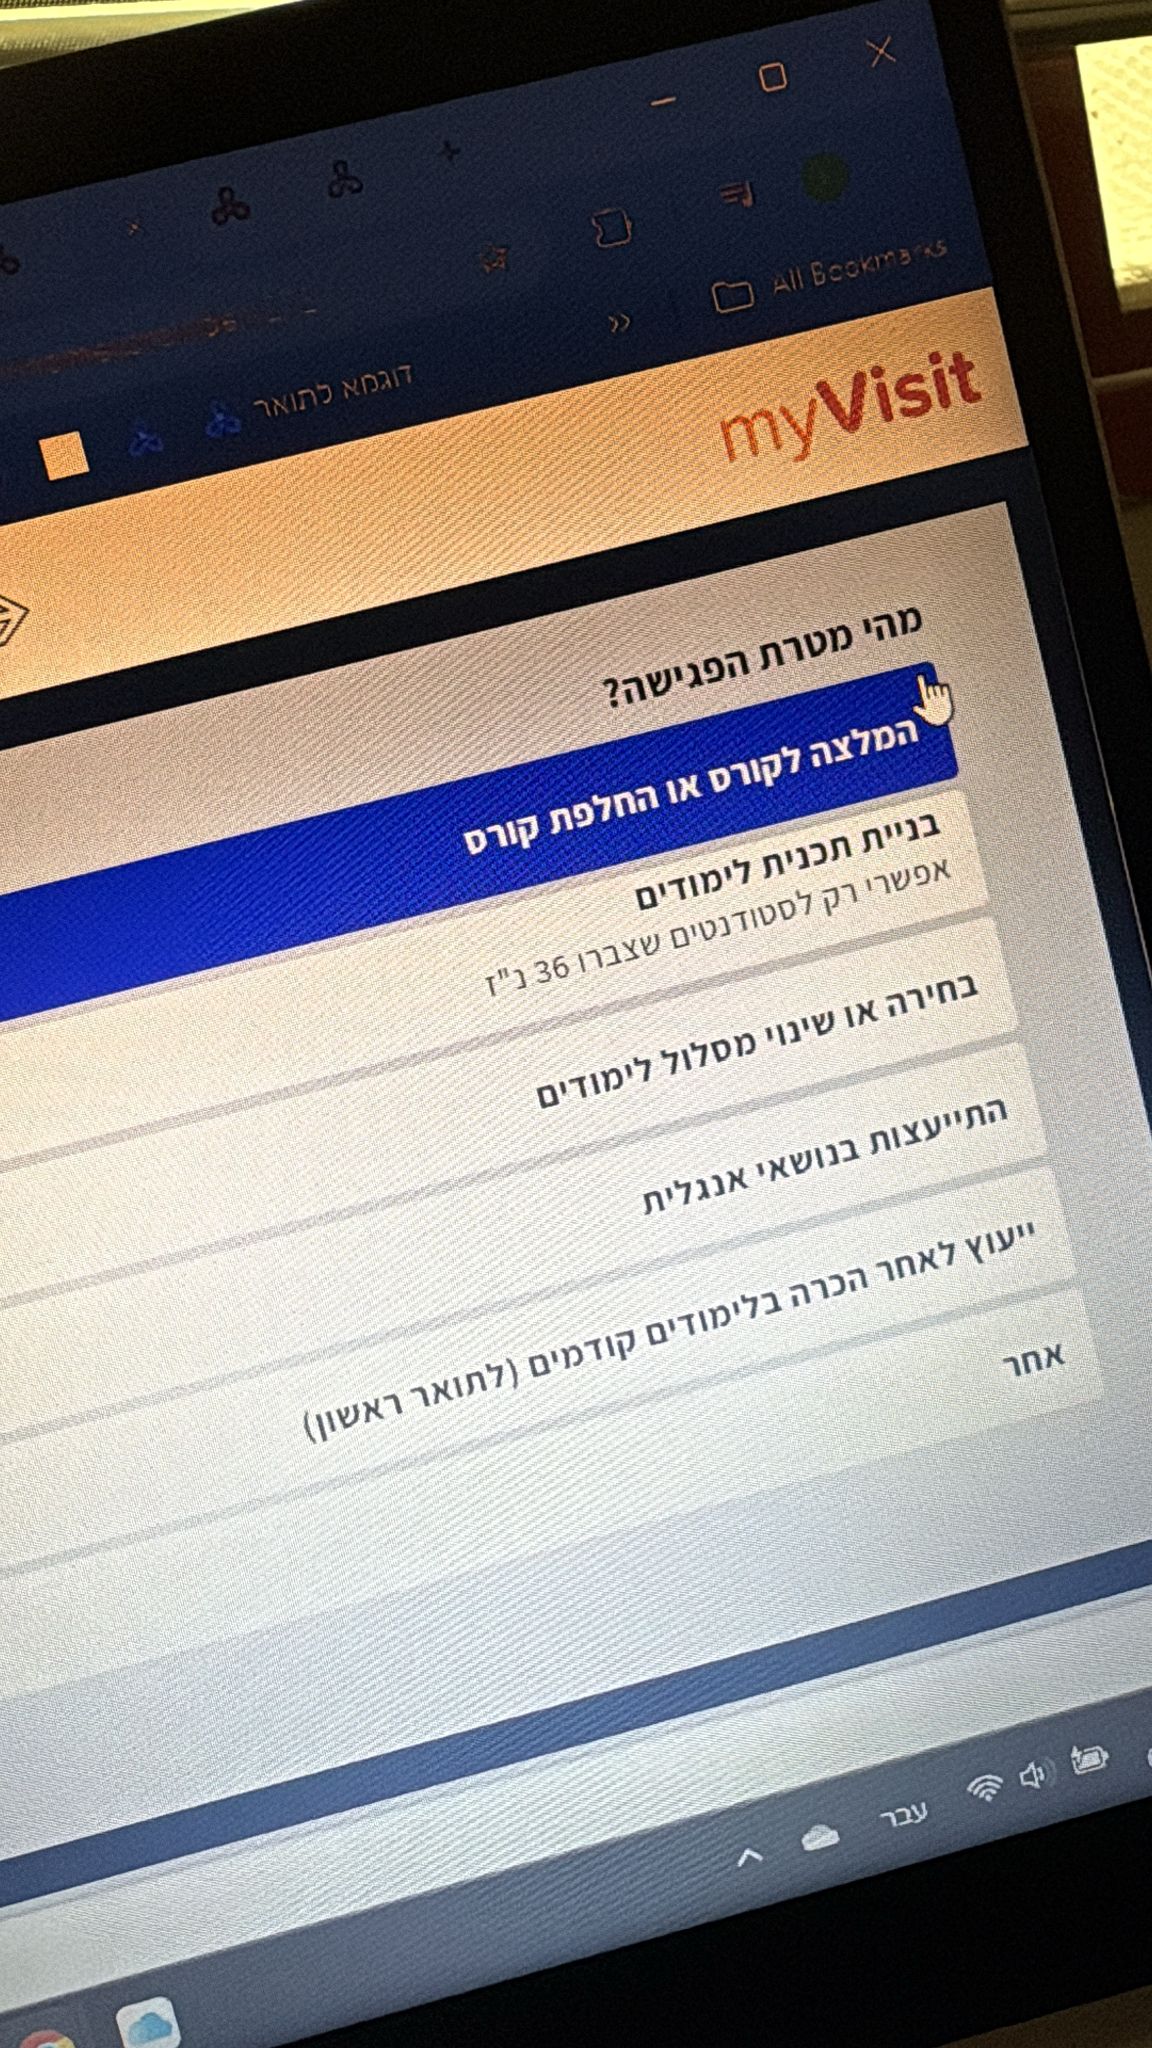 All Bookmarks
דוגמא לתואר
myVisit
מהי מטרת הפגישה?
המלצה לקורס או החלפת קורס
בניית תכנית לימודים
אפשרי רק לסטודנטים שצברו 36 נ"ז
בחירה או שינוי מסלול לימודים
התייעצות בנושאי אנגלית
ייעוץ לאחר הכרה בלימודים קודמים (לתואר ראשון)
אחר
עבר